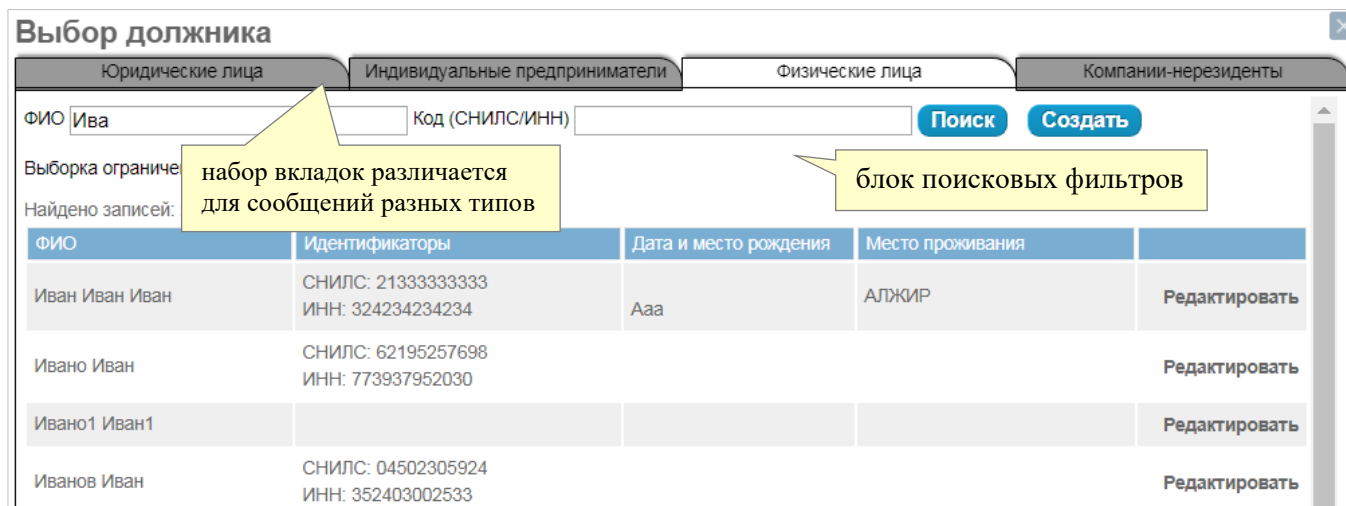 Выбор должника
Юридические лица Индивидуальные предприниматели Физические лица Компании-нерезиденты
ФИО Ива Код (СНИЛС/ИНН) Поиск Создать
Выборка
набор вкладок различается
для сообщений разных типов
блок поисковых фильтров
Найдено записей:
ФИО Идентификаторы Дата и место рождения Место проживания
Иван Иван Иван СНИЛС: 21333333333
ИНН: 324234234234 Ааа АЛЖИР Редактировать
Ивано Иван СНИЛС: 62195257698
ИНН: 773937952030 Редактировать
Ивано1 Иван1 Редактировать
Иванов Иван СНИЛС: 04502305924
ИНН: 352403002533 Редактировать